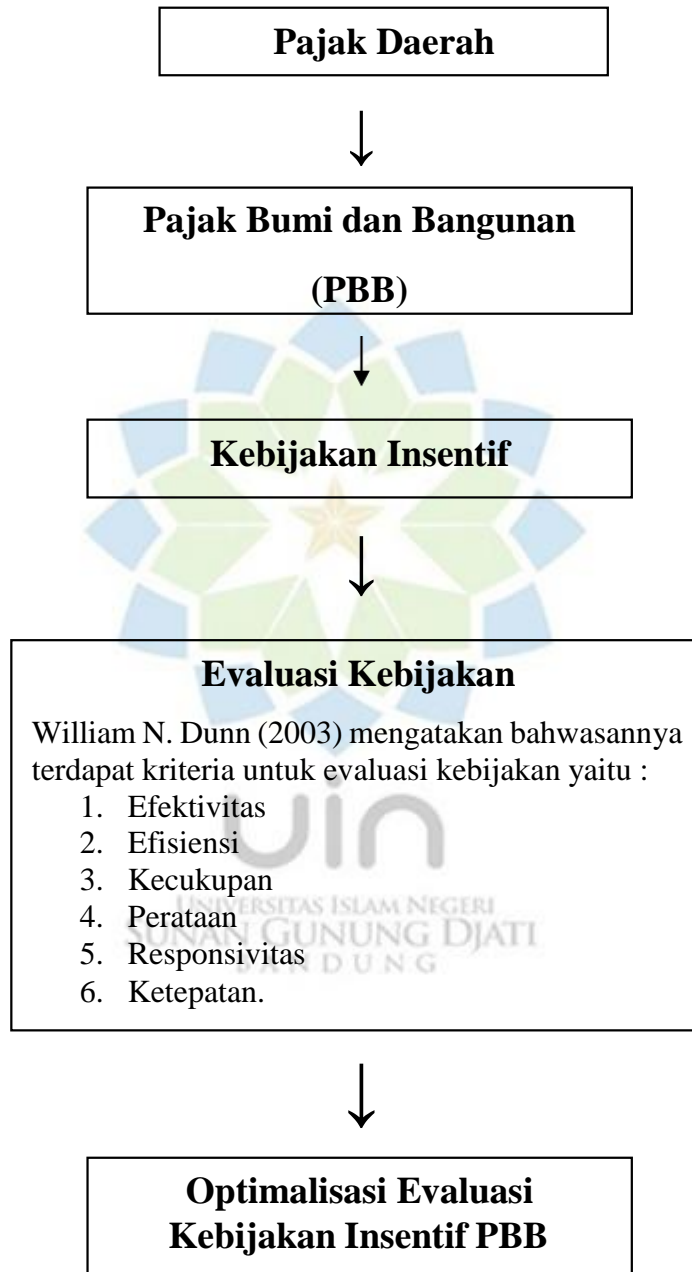 Pajak Daerah
Pajak Bumi dan Bangunan
(PBB)
Kebijakan Insentif
Evaluasi Kebijakan
William N. Dunn (2003) mengatakan bahwasannya
terdapat kriteria untuk evaluasi kebijakan yaitu :
1. Efektivitas
2. Efisiensi
3. Kecukupan
4. Perataan
5. Responsivitas
6. Ketepatan.
uin
UNIVERSITAS ISLAM NEGERI
SUNAN GUNUNG DJATI
BANDUNG
Optimalisasi Evaluasi
Kebijakan Insentif PBB